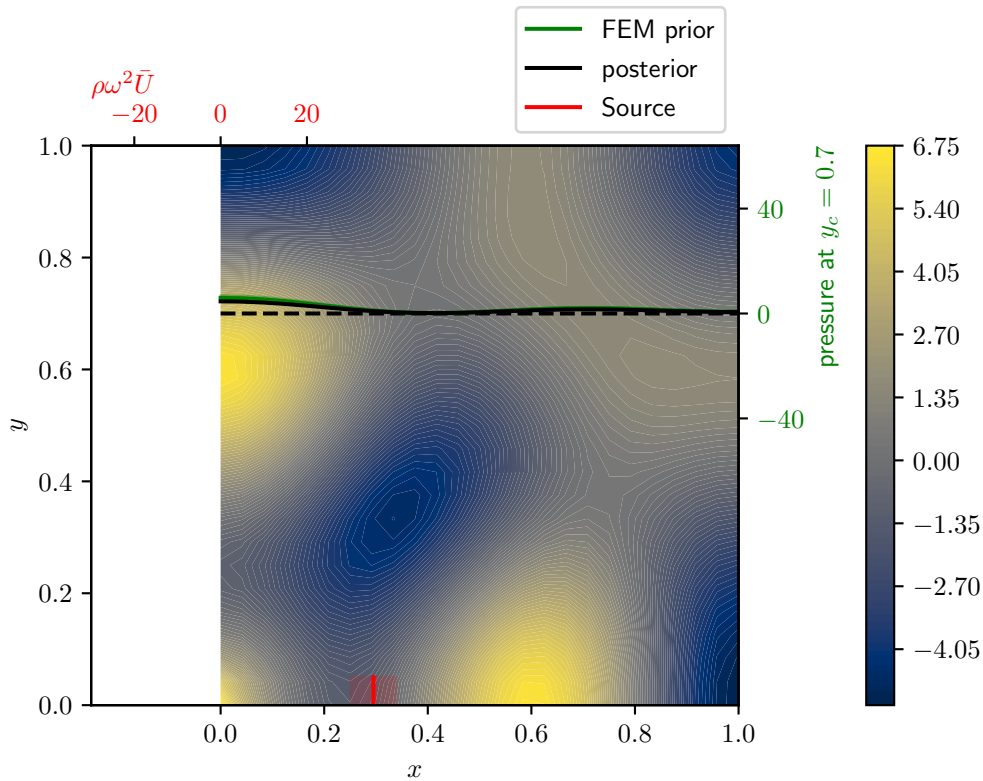 FEM prior
posterior
Source
ρω²Ū
−20 0 20
1.0
0.8
0.6
0.4
0.2
0.0
y
0.0 0.2 0.4 0.6 0.8 1.0
x
40
0
−40
pressure at y_c = 0.7
6.75
5.40
4.05
2.70
1.35
0.00
−1.35
−2.70
−4.05